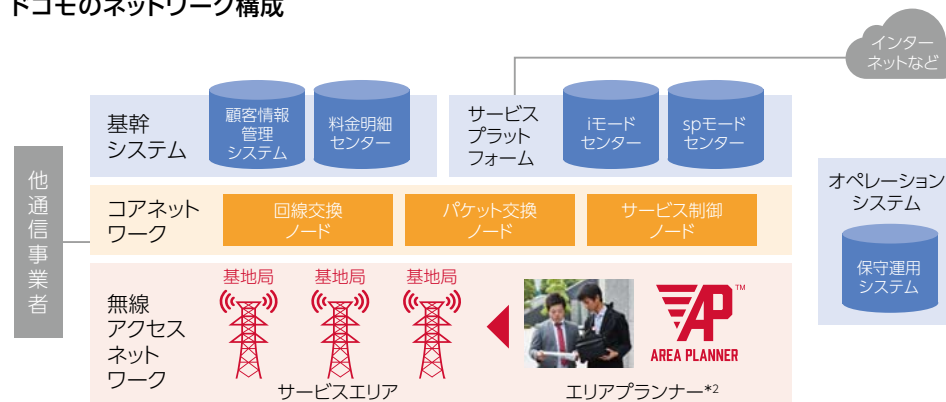 ドコモのネットワーク構成
インター
ネットなど
基幹
システム
顧客情報
管理
システム
料金明細
センター
サービス
プラット
フォーム
iモード
センター
spモード
センター
他通信事業者
コアネット
ワーク
回線交換
ノード
パケット交換
ノード
サービス制御
ノード
オペレーション
システム
保守運用
システム
無線
アクセス
ネット
ワーク
基地局
基地局
基地局
サービスエリア
AP™
AREA PLANNER
エリアプランナー*2